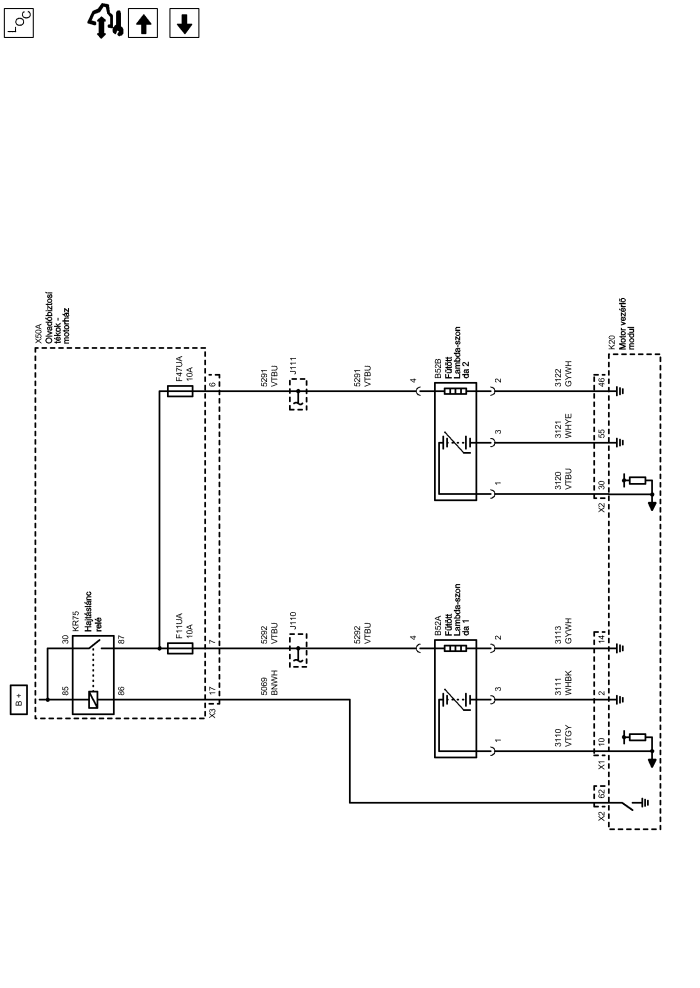 LOC
B +
X50A
Olvadóbiztosí
tékok -
motorház
KR75
Hajtáslánc
relé
30
87
85
86
F47UA
10A
F11UA
10A
6
7
17
X3
5291
VTBU
J111
5291
VTBU
5292
VTBU
J110
5292
VTBU
5069
BNWH
B52B
Fűtött
Lambda-szon
da 2
4
2
3
1
B52A
Fűtött
Lambda-szon
da 1
4
2
3
1
3122
GYWH
3121
WHYE
3120
VTBU
3113
GYWH
3111
WHBK
3110
VTGY
46
55
30
X2
14
2
10
X1
62
X2
K20
Motor vezérlő
modul